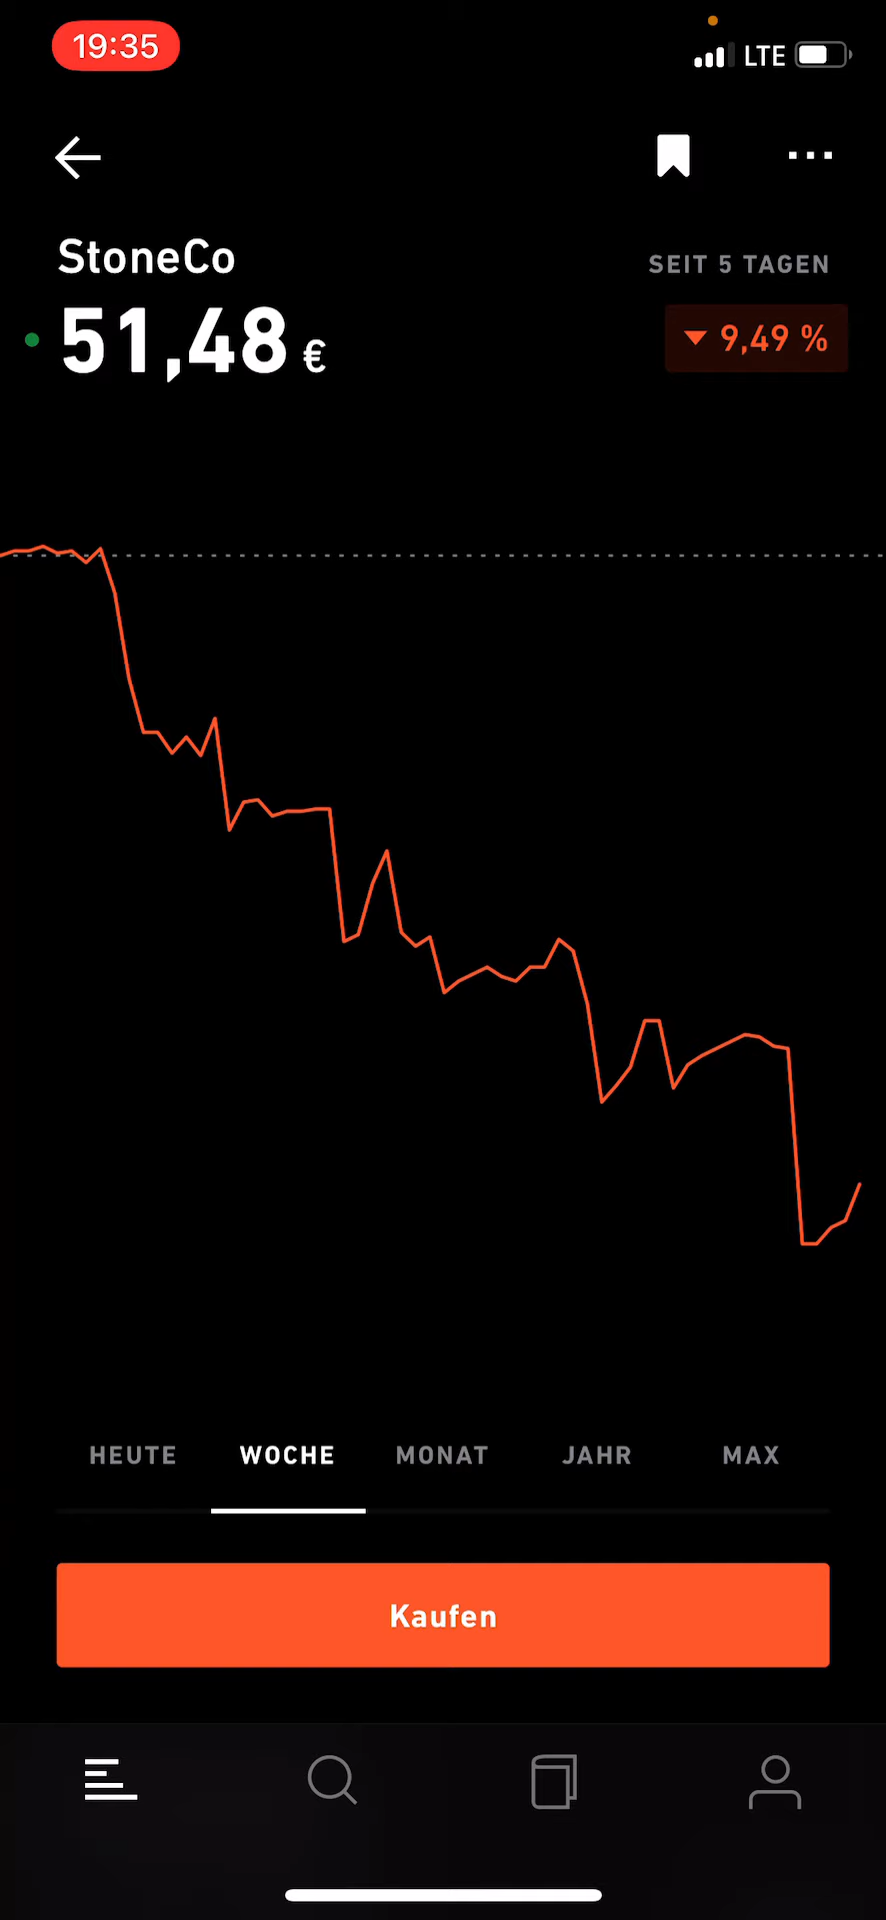 19:35
LTE
StoneCo
SEIT 5 TAGEN
51,48 €
9,49 %
HEUTE WOCHE MONAT JAHR MAX
Kaufen